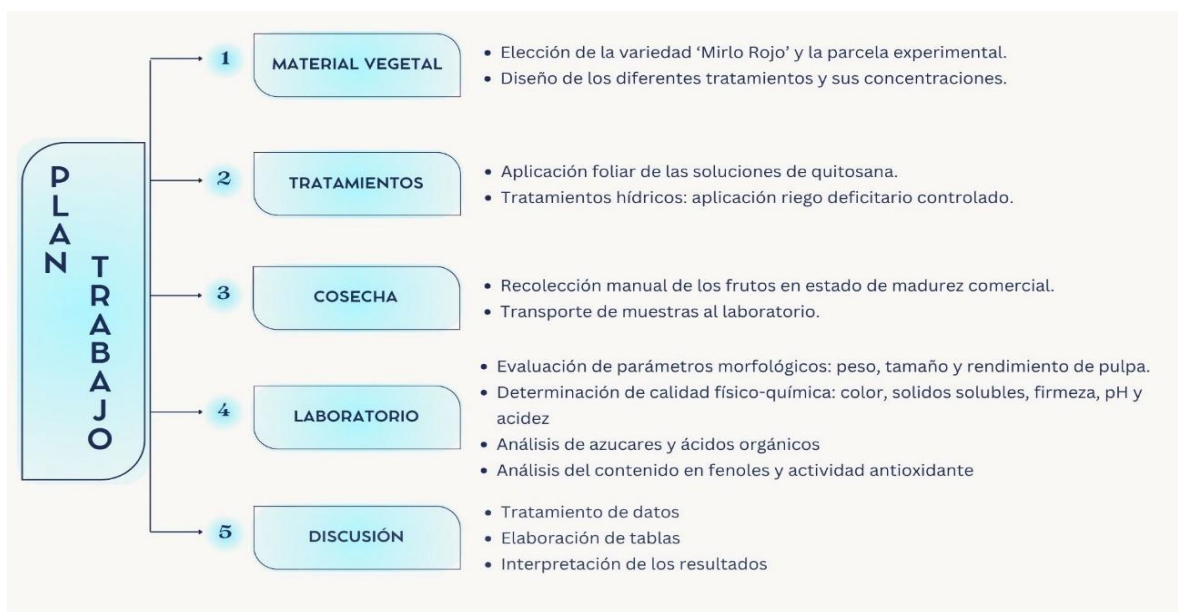 PLAN
TRABAJO
1
MATERIAL VEGETAL
• Elección de la variedad ‘Mirlo Rojo’ y la parcela experimental.
• Diseño de los diferentes tratamientos y sus concentraciones.
2
TRATAMIENTOS
• Aplicación foliar de las soluciones de quitosana.
• Tratamientos hídricos: aplicación riego deficitario controlado.
3
COSECHA
• Recolección manual de los frutos en estado de madurez comercial.
• Transporte de muestras al laboratorio.
4
LABORATORIO
• Evaluación de parámetros morfológicos: peso, tamaño y rendimiento de pulpa.
• Determinación de calidad físico-química: color, solidos solubles, firmeza, pH y
acidez
• Análisis de azucares y ácidos orgánicos
• Análisis del contenido en fenoles y actividad antioxidante
5
DISCUSIÓN
• Tratamiento de datos
• Elaboración de tablas
• Interpretación de los resultados